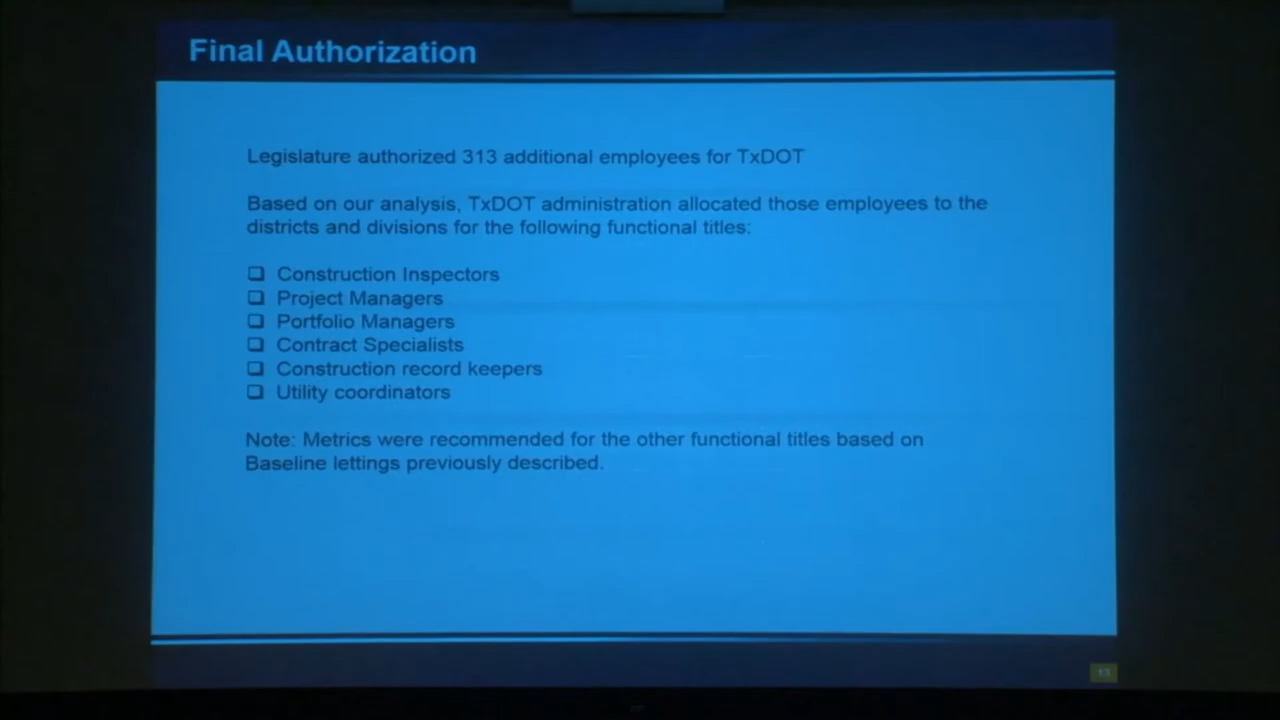 Final Authorization
Legislature authorized 313 additional employees for TxDOT
Based on our analysis, TxDOT administration allocated those employees to the
districts and divisions for the following functional titles:
❑ Construction Inspectors
❑ Project Managers
❑ Portfolio Managers
❑ Contract Specialists
❑ Construction record keepers
❑ Utility coordinators
Note: Metrics were recommended for the other functional titles based on
Baseline lettings previously described.